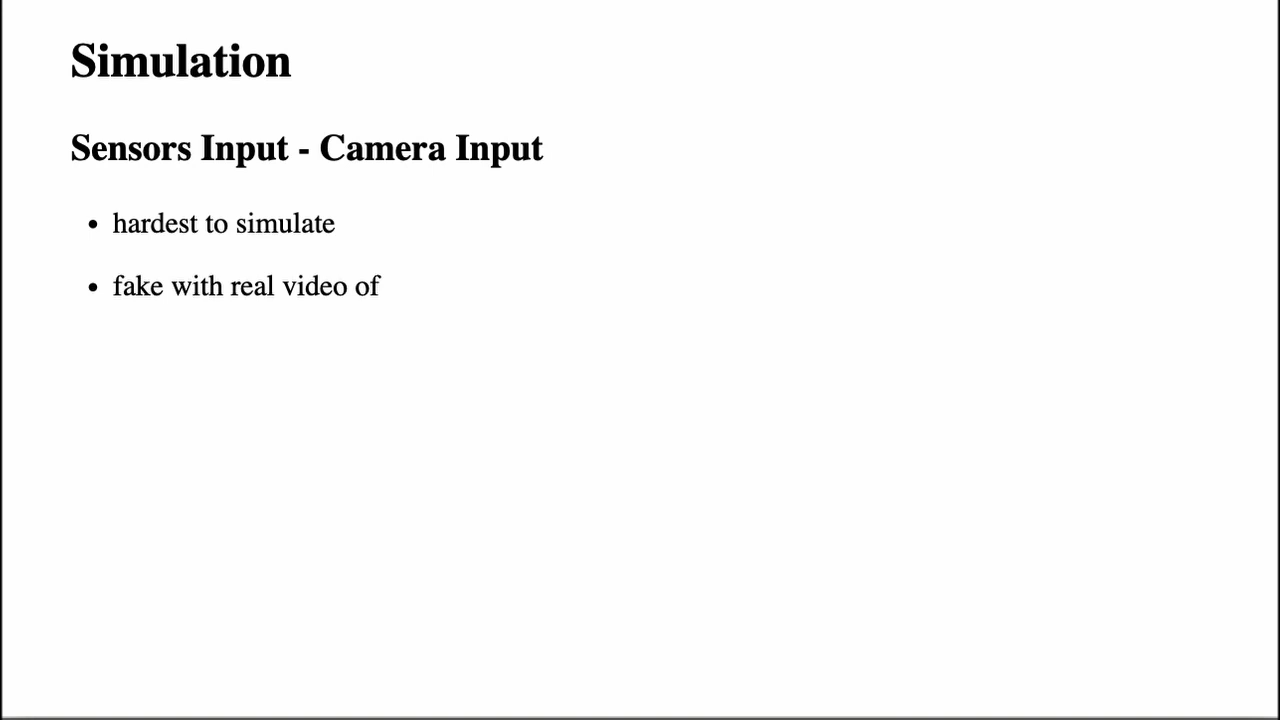 Simulation
Sensors Input - Camera Input
• hardest to simulate
• fake with real video of